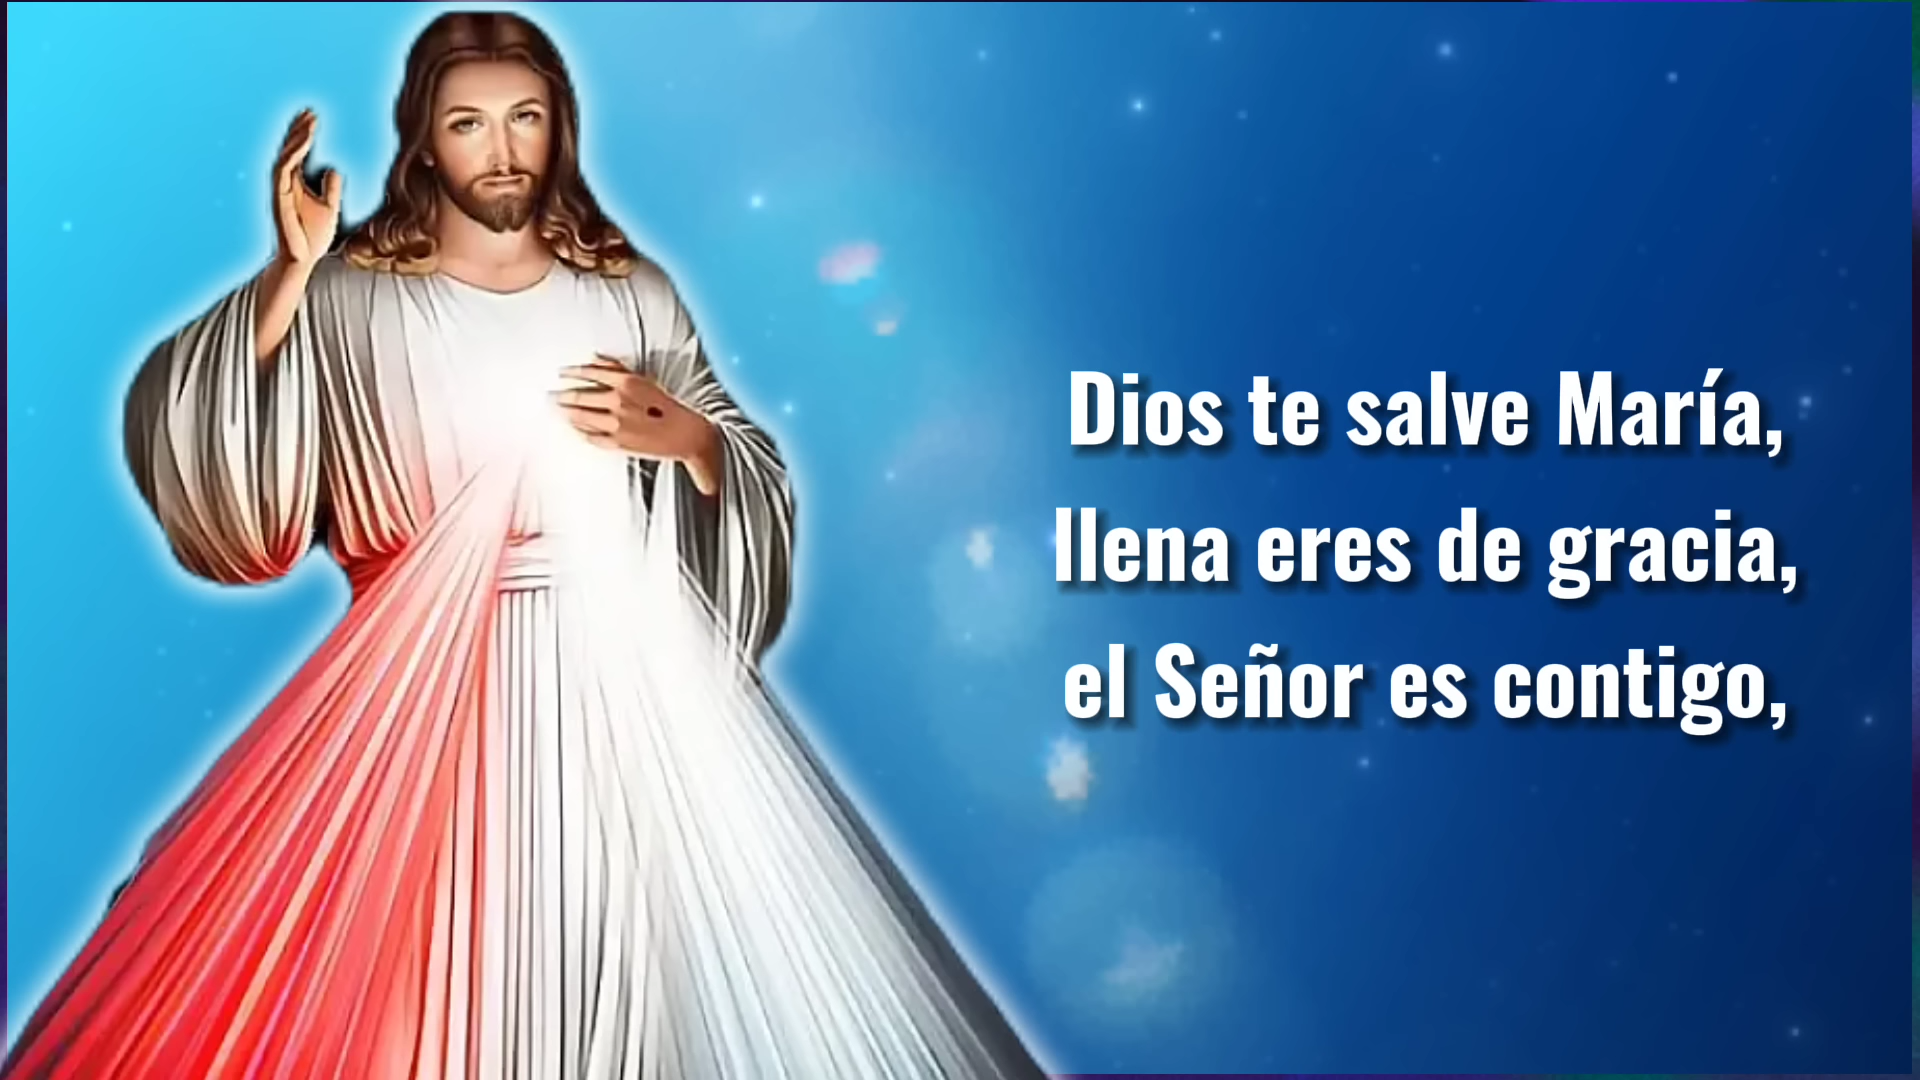 Dios te salve María,
llena eres de gracia,
el Señor es contigo,